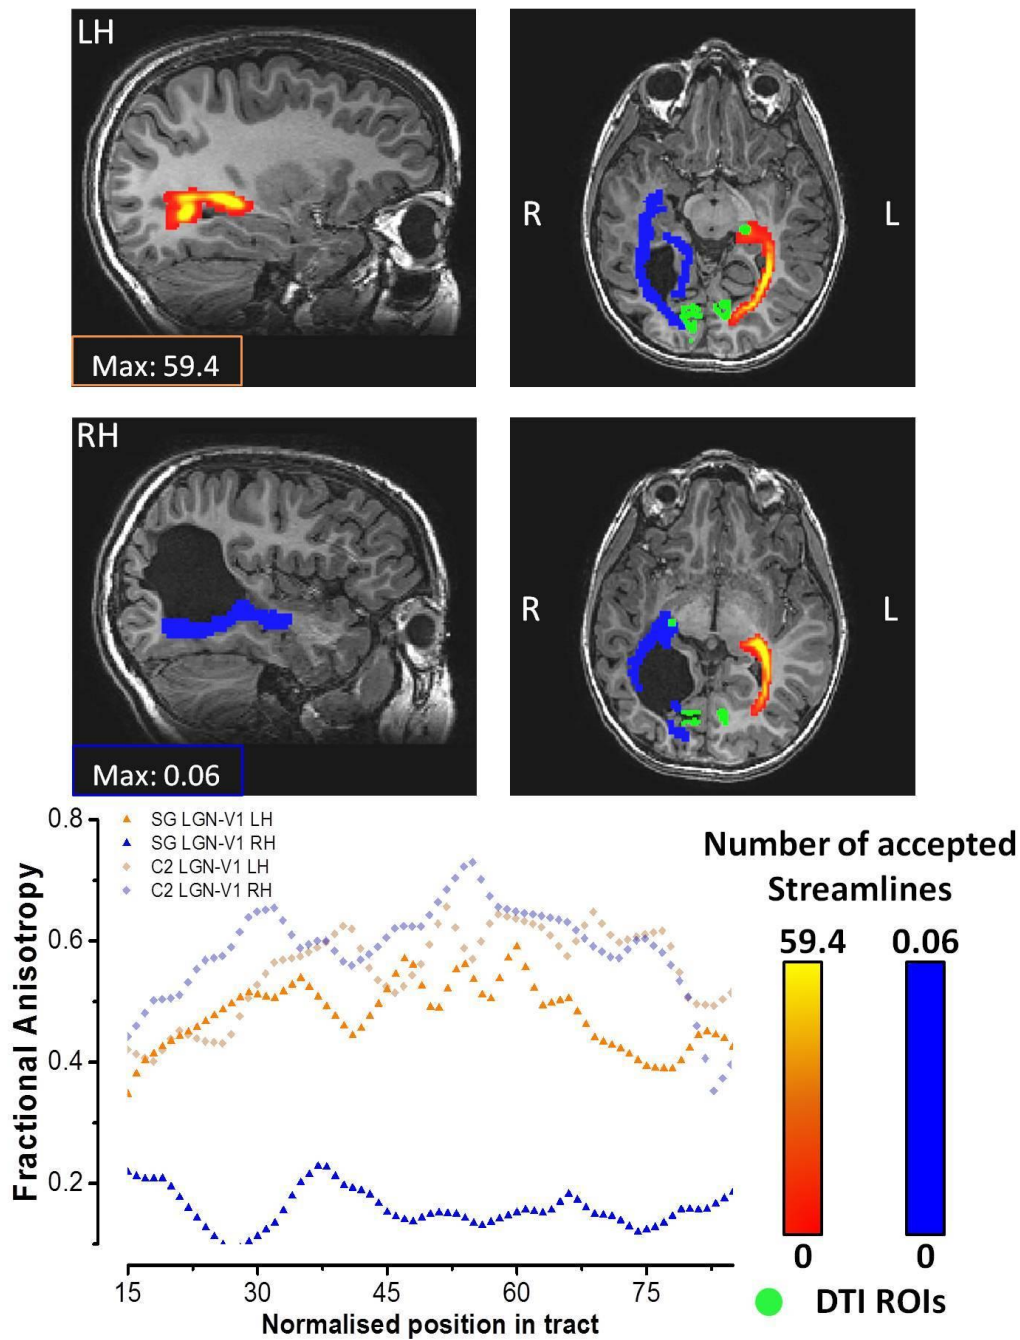 LH
R
L
Max: 59.4
RH
R
L
Max: 0.06
0.8
0.6
0.4
0.2
Fractional Anisotropy
SG LGN-V1 LH
SG LGN-V1 RH
C2 LGN-V1 LH
C2 LGN-V1 RH
15
30
45
60
75
Normalised position in tract
Number of accepted
Streamlines
59.4
0.06
0
0
DTI ROIs